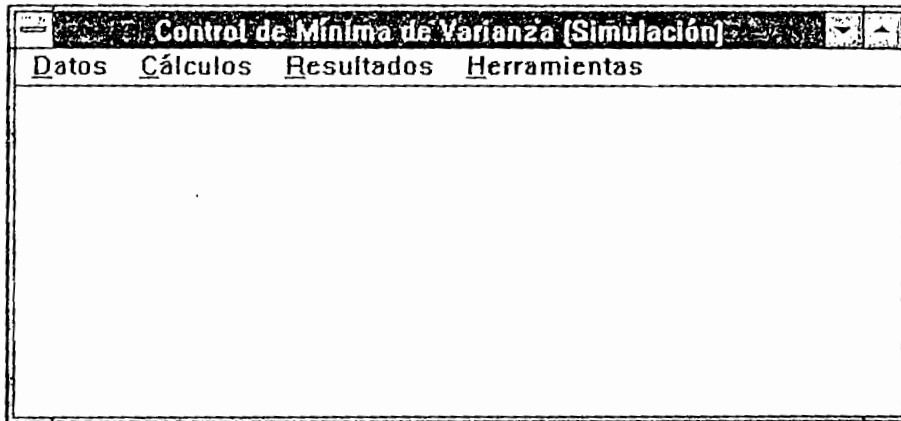 Control de Mínima de Varianza (Simulación)
Datos Cálculos Resultados Herramientas